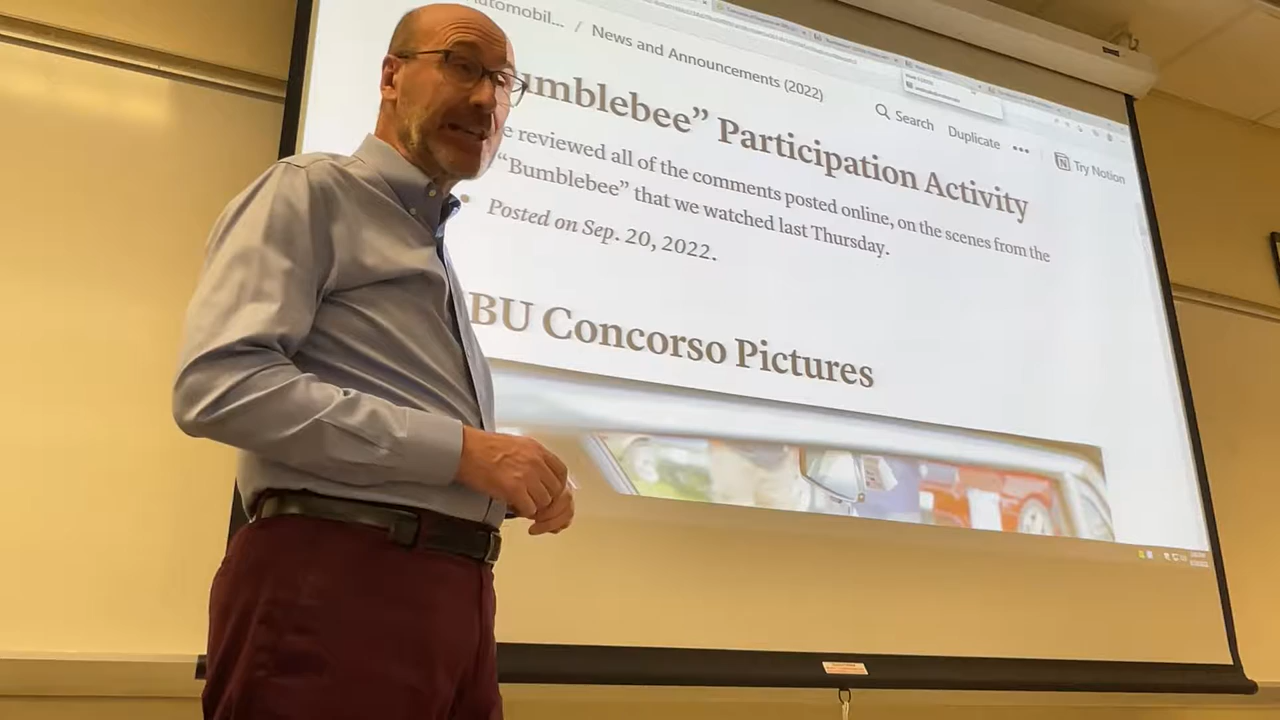 utomobil... / News and Announcements (2022)
Search Duplicate ••• Try Notion
umblebee” Participation Activity
e reviewed all of the comments posted online, on the scenes from the
“Bumblebee” that we watched last Thursday.
• Posted on Sep. 20, 2022.
BU Concorso Pictures